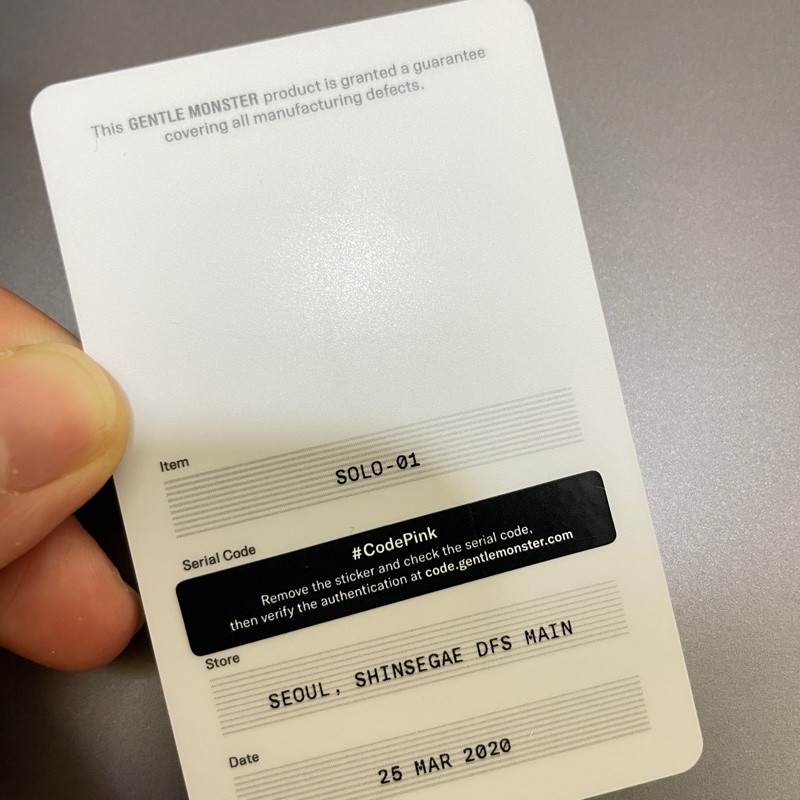 This GENTLE MONSTER product is granted a guarantee
covering all manufacturing defects.
Item
SOLO-01
Serial Code
#CodePink
Remove the sticker and check the serial code,
then verify the authentication at code.gentlemonster.com
Store
SEOUL, SHINSEGAE DFS MAIN
Date
25 MAR 2020